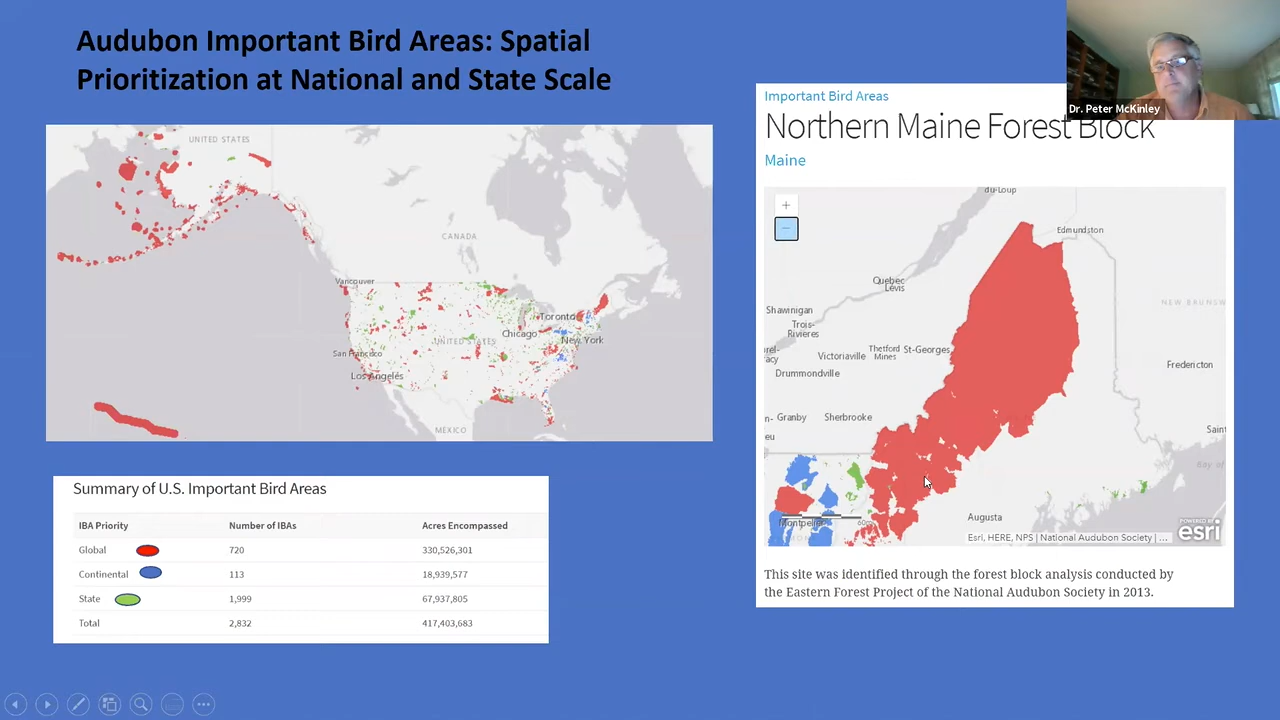 Audubon Important Bird Areas: Spatial
Prioritization at National and State Scale
Dr. Peter McKinley
Important Bird Areas
Northern Maine Forest Block
Maine
UNITED STATES
CANADA
Vancouver
Toronto
Chicago
New York
UNITED STATES
San Francisco
Los Angeles
MEXICO
du-Loup
+
Edmundston
Quebec
Levis
NEW BRUNSW
Shawinigan
Trois-
Rivieres
Thetford
Mines
St-Georges
Victoriaville
Drummondville
Fredericton
Granby
Sherbrooke
Saint
Bay of
Montpelier
60mi
Augusta
POWERED BY
esri
Esri, HERE, NPS | National Audubon Society | ...
This site was identified through the forest block analysis conducted by
the Eastern Forest Project of the National Audubon Society in 2013.
Summary of U.S. Important Bird Areas
IBA Priority Number of IBAs Acres Encompassed
Global 720 330,526,301
Continental 113 18,939,577
State 1,999 67,937,805
Total 2,832 417,403,683